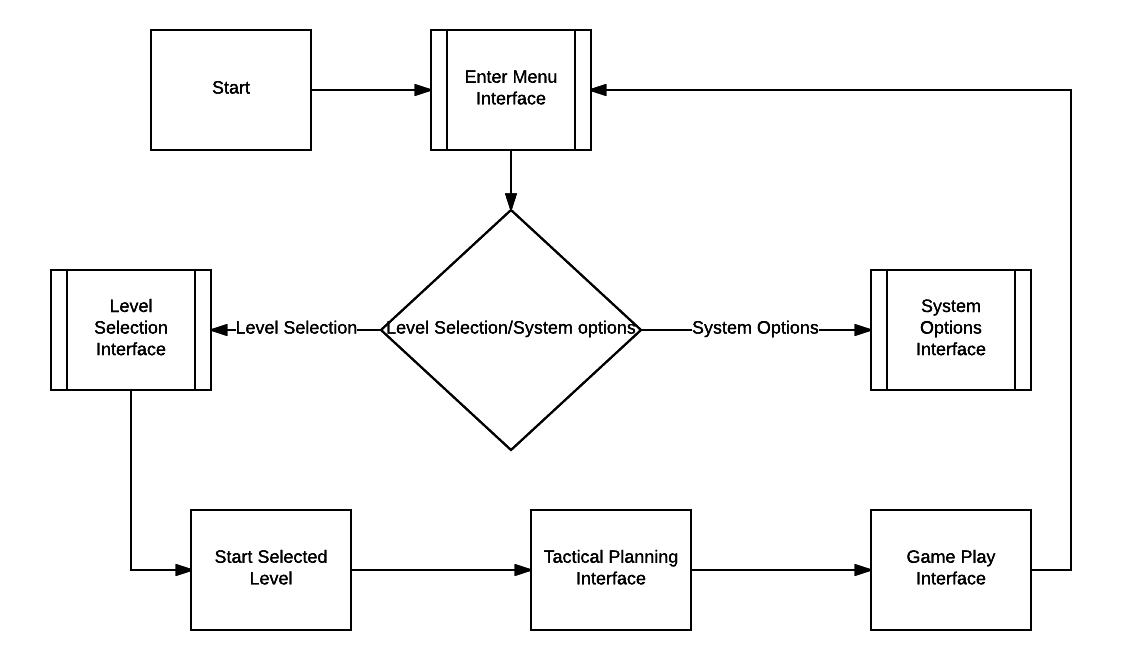 Start
Enter Menu
Interface
Level
Selection
Interface
Level Selection
Level Selection/System options
System Options
System
Options
Interface
Start Selected
Level
Tactical Planning
Interface
Game Play
Interface